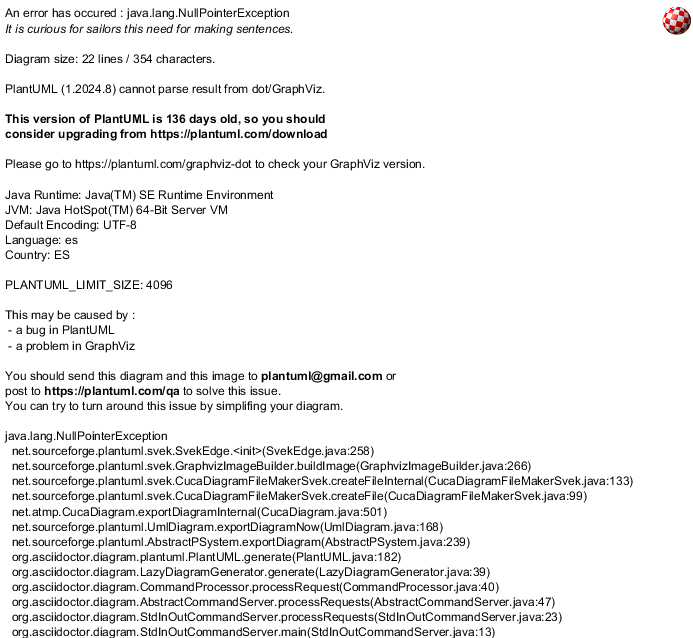 An error has occured : java.lang.NullPointerException
It is curious for sailors this need for making sentences.
Diagram size: 22 lines / 354 characters.
PlantUML (1.2024.8) cannot parse result from dot/GraphViz.
This version of PlantUML is 136 days old, so you should
consider upgrading from https://plantuml.com/download
Please go to https://plantuml.com/graphviz-dot to check your GraphViz version.
Java Runtime: Java(TM) SE Runtime Environment
JVM: Java HotSpot(TM) 64-Bit Server VM
Default Encoding: UTF-8
Language: es
Country: ES
PLANTUML_LIMIT_SIZE: 4096
This may be caused by :
- a bug in PlantUML
- a problem in GraphViz
You should send this diagram and this image to plantuml@gmail.com or
post to https://plantuml.com/qa to solve this issue.
You can try to turn around this issue by simplifing your diagram.
java.lang.NullPointerException
net.sourceforge.plantuml.svek.SvekEdge.<init>(SvekEdge.java:258)
net.sourceforge.plantuml.svek.GraphvizImageBuilder.buildImage(GraphvizImageBuilder.java:266)
net.sourceforge.plantuml.svek.CucaDiagramFileMakerSvek.createFileInternal(CucaDiagramFileMakerSvek.java:133)
net.sourceforge.plantuml.svek.CucaDiagramFileMakerSvek.createFile(CucaDiagramFileMakerSvek.java:99)
net.atmp.CucaDiagram.exportDiagramInternal(CucaDiagram.java:501)
net.sourceforge.plantuml.UmlDiagram.exportDiagramNow(UmlDiagram.java:168)
net.sourceforge.plantuml.AbstractPSystem.exportDiagram(AbstractPSystem.java:239)
org.asciidoctor.diagram.plantuml.PlantUML.generate(PlantUML.java:182)
org.asciidoctor.diagram.LazyDiagramGenerator.generate(LazyDiagramGenerator.java:39)
org.asciidoctor.diagram.CommandProcessor.processRequest(CommandProcessor.java:40)
org.asciidoctor.diagram.AbstractCommandServer.processRequests(AbstractCommandServer.java:47)
org.asciidoctor.diagram.StdInOutCommandServer.processRequests(StdInOutCommandServer.java:23)
org.asciidoctor.diagram.StdInOutCommandServer.main(StdInOutCommandServer.java:13)